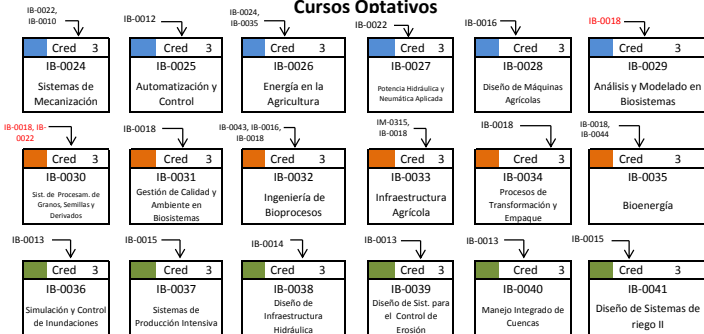 Cursos Optativos
IB-0022,
IB-0010
Cred 3
IB-0024
Sistemas de
Mecanización
IB-0012
Cred 3
IB-0025
Automatización y
Control
IB-0024,
IB-0035
Cred 3
IB-0026
Energía en la
Agricultura
IB-0022
Cred 3
IB-0027
Potencia Hidráulica y
Neumática Aplicada
IB-0016
Cred 3
IB-0028
Diseño de Máquinas
Agrícolas
IB-0018
Cred 3
IB-0029
Análisis y Modelado en
Biosistemas
IB-0018, IB-
0022
Cred 3
IB-0030
Sist. de Procesam. de
Granos, Semillas y
Derivados
IB-0018
Cred 3
IB-0031
Gestión de Calidad y
Ambiente en
Biosistemas
IB-0043, IB-0016,
IB-0018
Cred 3
IB-0032
Ingeniería de
Bioprocesos
IM-0315,
IB-0018
Cred 3
IB-0033
Infraestructura
Agrícola
IB-0018
Cred 3
IB-0034
Procesos de
Transformación y
Empaque
IB-0018,
IB-0044
Cred 3
IB-0035
Bioenergía
IB-0013
Cred 3
IB-0036
Simulación y Control
de Inundaciones
IB-0015
Cred 3
IB-0037
Sistemas de
Producción Intensiva
IB-0014
Cred 3
IB-0038
Diseño de
Infraestructura
Hidráulica
IB-0013
Cred 3
IB-0039
Diseño de Sist. para
el Control de
Erosión
IB-0013
Cred 3
IB-0040
Manejo Integrado de
Cuencas
IB-0015
Cred 3
IB-0041
Diseño de Sistemas de
riego II